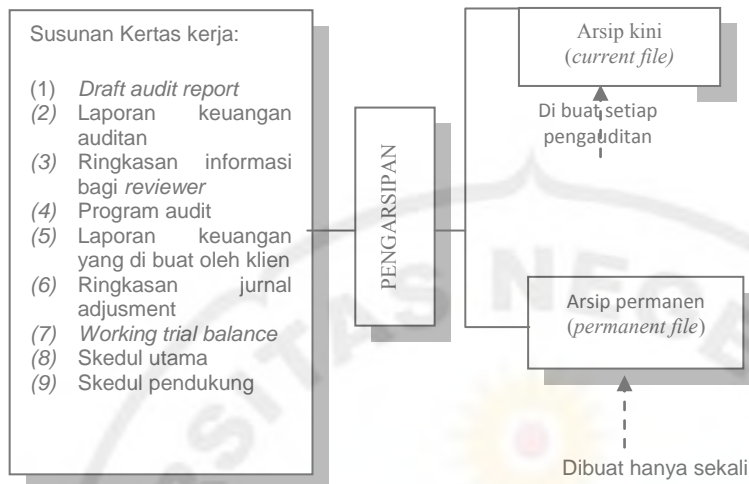 Susunan Kertas kerja:
(1) Draft audit report
(2) Laporan keuangan
auditan
(3) Ringkasan informasi
bagi reviewer
(4) Program audit
(5) Laporan keuangan
yang di buat oleh klien
(6) Ringkasan jurnal
adjusment
(7) Working trial balance
(8) Skedul utama
(9) Skedul pendukung
PENGARSIPAN
Arsip kini
(current file)
Di buat setiap
pengauditan
Arsip permanen
(permanent file)
Dibuat hanya sekali